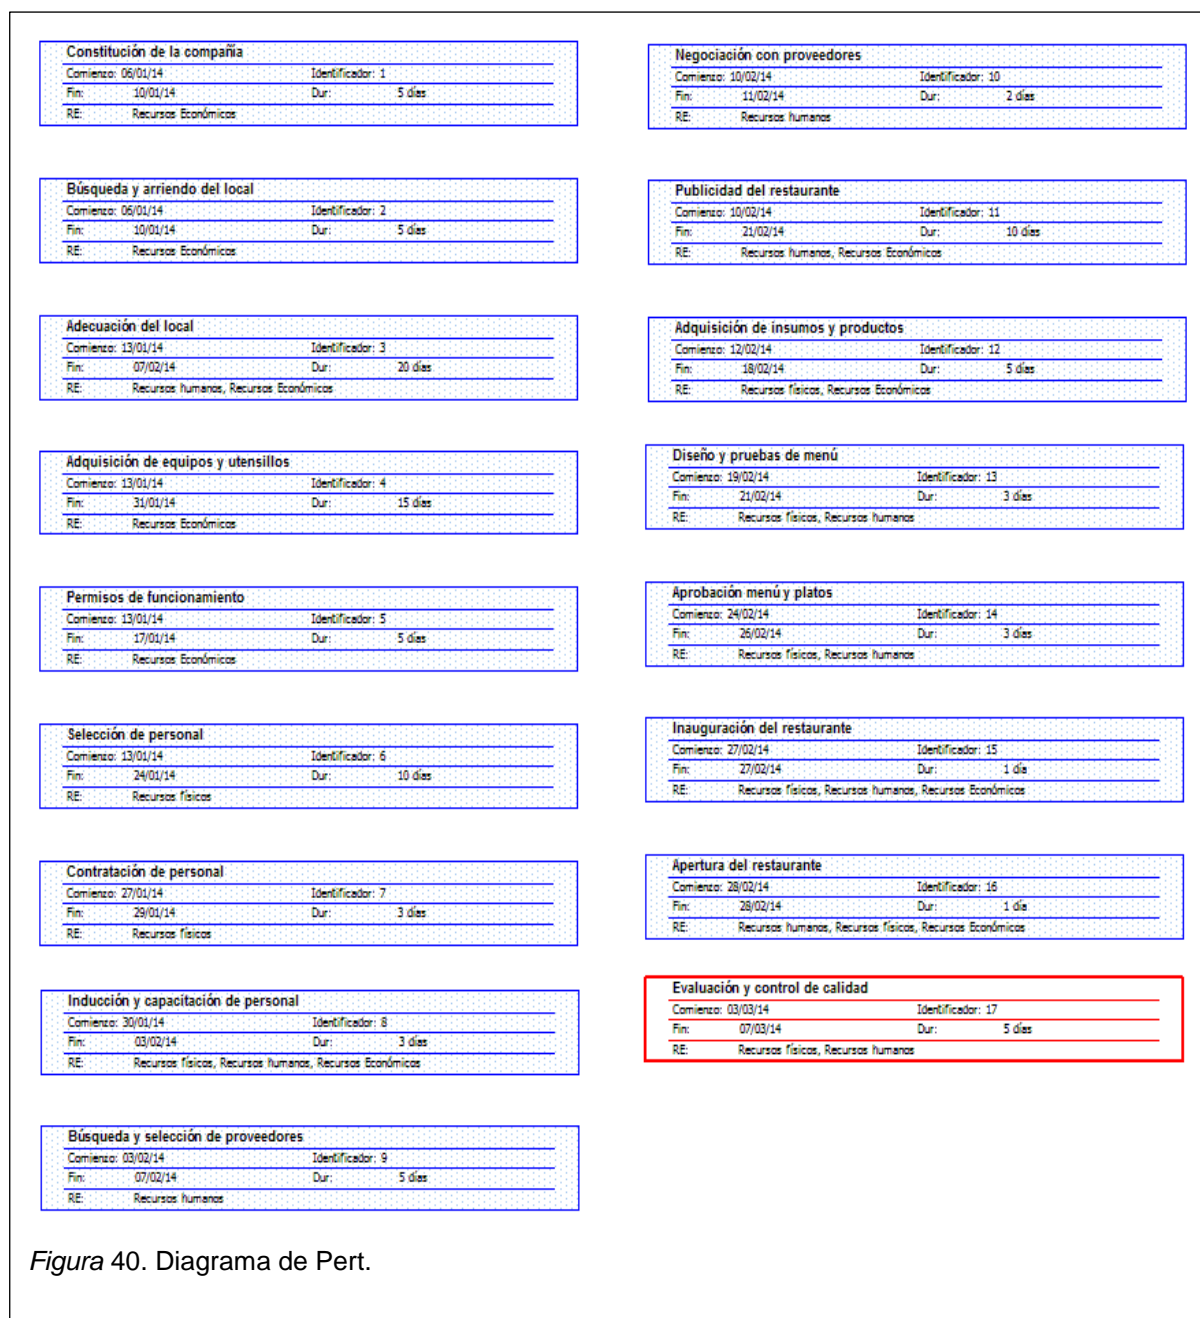 Constitución de la compañía
Comienzo: 06/01/14 Identificador: 1
Fin: 10/01/14 Dur: 5 días
RE: Recursos Económicos
Búsqueda y arriendo del local
Comienzo: 06/01/14 Identificador: 2
Fin: 10/01/14 Dur: 5 días
RE: Recursos Económicos
Adecuación del local
Comienzo: 13/01/14 Identificador: 3
Fin: 07/02/14 Dur: 20 días
RE: Recursos humanos, Recursos Económicos
Adquisición de equipos y utensillos
Comienzo: 13/01/14 Identificador: 4
Fin: 31/01/14 Dur: 15 días
RE: Recursos Económicos
Permisos de funcionamiento
Comienzo: 13/01/14 Identificador: 5
Fin: 17/01/14 Dur: 5 días
RE: Recursos Económicos
Selección de personal
Comienzo: 13/01/14 Identificador: 6
Fin: 24/01/14 Dur: 10 días
RE: Recursos físicos
Contratación de personal
Comienzo: 27/01/14 Identificador: 7
Fin: 29/01/14 Dur: 3 días
RE: Recursos físicos
Inducción y capacitación de personal
Comienzo: 30/01/14 Identificador: 8
Fin: 03/02/14 Dur: 3 días
RE: Recursos físicos, Recursos humanos, Recursos Económicos
Búsqueda y selección de proveedores
Comienzo: 03/02/14 Identificador: 9
Fin: 07/02/14 Dur: 5 días
RE: Recursos humanos
Negociación con proveedores
Comienzo: 10/02/14 Identificador: 10
Fin: 11/02/14 Dur: 2 días
RE: Recursos humanos
Publicidad del restaurante
Comienzo: 10/02/14 Identificador: 11
Fin: 21/02/14 Dur: 10 días
RE: Recursos humanos, Recursos Económicos
Adquisición de insumos y productos
Comienzo: 12/02/14 Identificador: 12
Fin: 18/02/14 Dur: 5 días
RE: Recursos físicos, Recursos Económicos
Diseño y pruebas de menú
Comienzo: 19/02/14 Identificador: 13
Fin: 21/02/14 Dur: 3 días
RE: Recursos físicos, Recursos humanos
Aprobación menú y platos
Comienzo: 24/02/14 Identificador: 14
Fin: 26/02/14 Dur: 3 días
RE: Recursos físicos, Recursos humanos
Inauguración del restaurante
Comienzo: 27/02/14 Identificador: 15
Fin: 27/02/14 Dur: 1 día
RE: Recursos físicos, Recursos humanos, Recursos Económicos
Apertura del restaurante
Comienzo: 28/02/14 Identificador: 16
Fin: 28/02/14 Dur: 1 día
RE: Recursos humanos, Recursos físicos, Recursos Económicos
Evaluación y control de calidad
Comienzo: 03/03/14 Identificador: 17
Fin: 07/03/14 Dur: 5 días
RE: Recursos físicos, Recursos humanos
Figura 40. Diagrama de Pert.